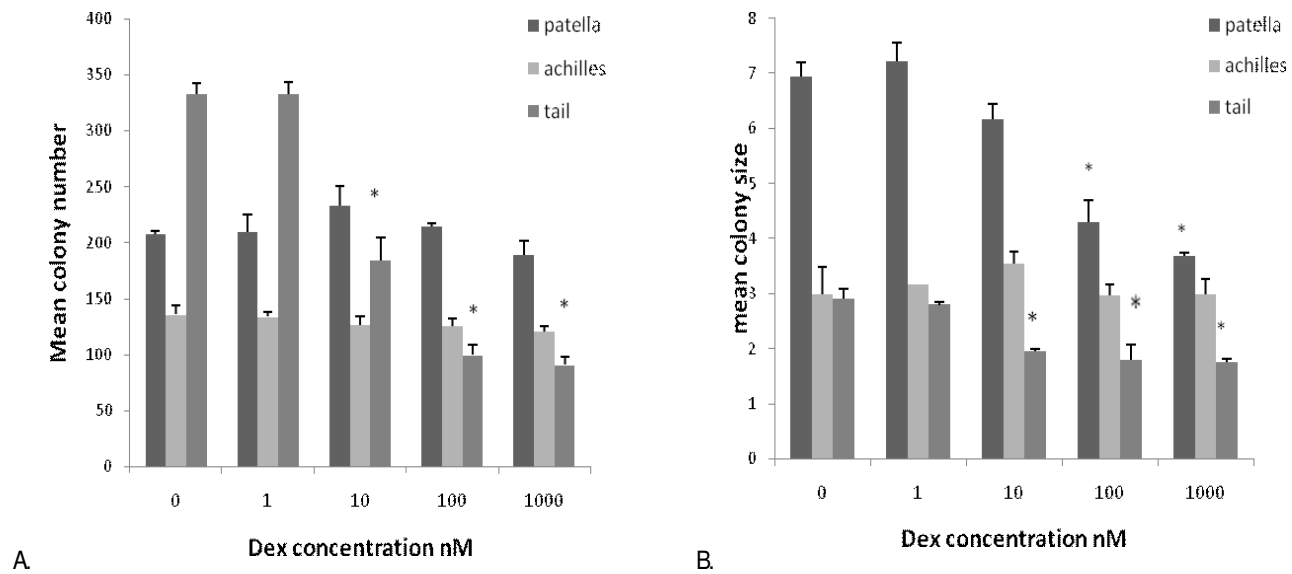 400
350
300
250
200
150
100
50
0
Mean colony number
patella
achilles
tail
*
*
*
0 1 10 100 1000
Dex concentration nM
A.
8
7
6
5
4
3
2
1
0
mean colony size
patella
achilles
tail
*
*
*
*
*
0 1 10 100 1000
Dex concentration nM
B.